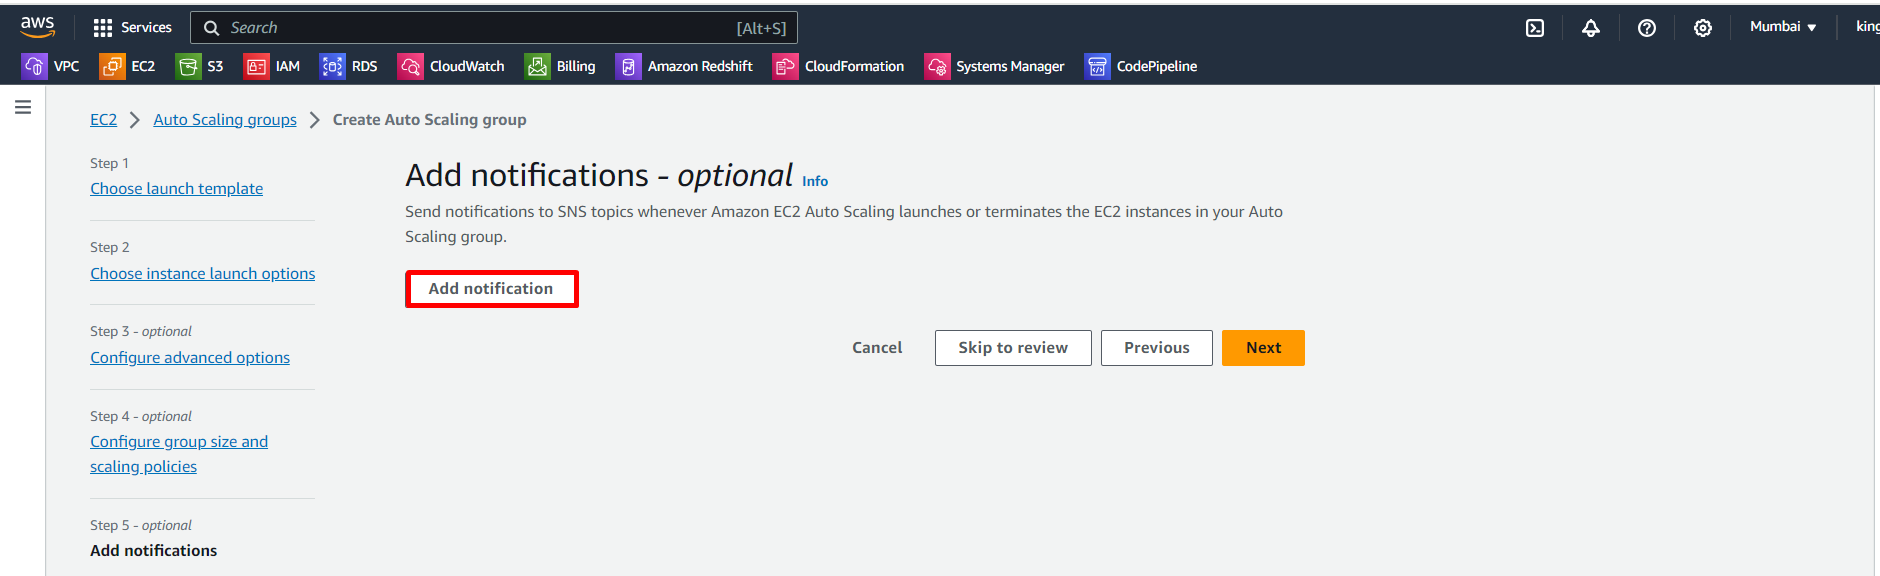 aws
Services
Search
[Alt+S]
Mumbai
king
VPC
EC2
S3
IAM
RDS
CloudWatch
Billing
Amazon Redshift
CloudFormation
Systems Manager
CodePipeline
EC2
Auto Scaling groups
Create Auto Scaling group
Step 1
Choose launch template
Step 2
Choose instance launch options
Step 3 - optional
Configure advanced options
Step 4 - optional
Configure group size and
scaling policies
Step 5 - optional
Add notifications
Add notifications - optional Info
Send notifications to SNS topics whenever Amazon EC2 Auto Scaling launches or terminates the EC2 instances in your Auto
Scaling group.
Add notification
Cancel
Skip to review
Previous
Next